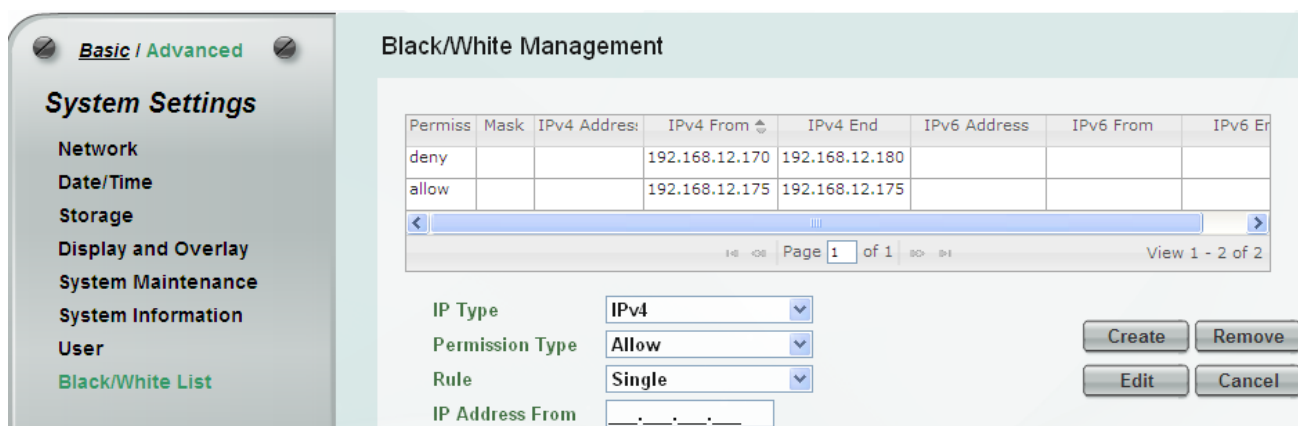 Basic / Advanced
System Settings
Network
Date/Time
Storage
Display and Overlay
System Maintenance
System Information
User
Black/White List
Black/White Management
Permiss Mask IPv4 Addres IPv4 From IPv4 End IPv6 Address IPv6 From IPv6 Er
deny 192.168.12.170 192.168.12.180
allow 192.168.12.175 192.168.12.175
Page 1 of 1 View 1 - 2 of 2
IP Type IPv4
Permission Type Allow
Rule Single
IP Address From ___.___.___.___
Create Remove
Edit Cancel